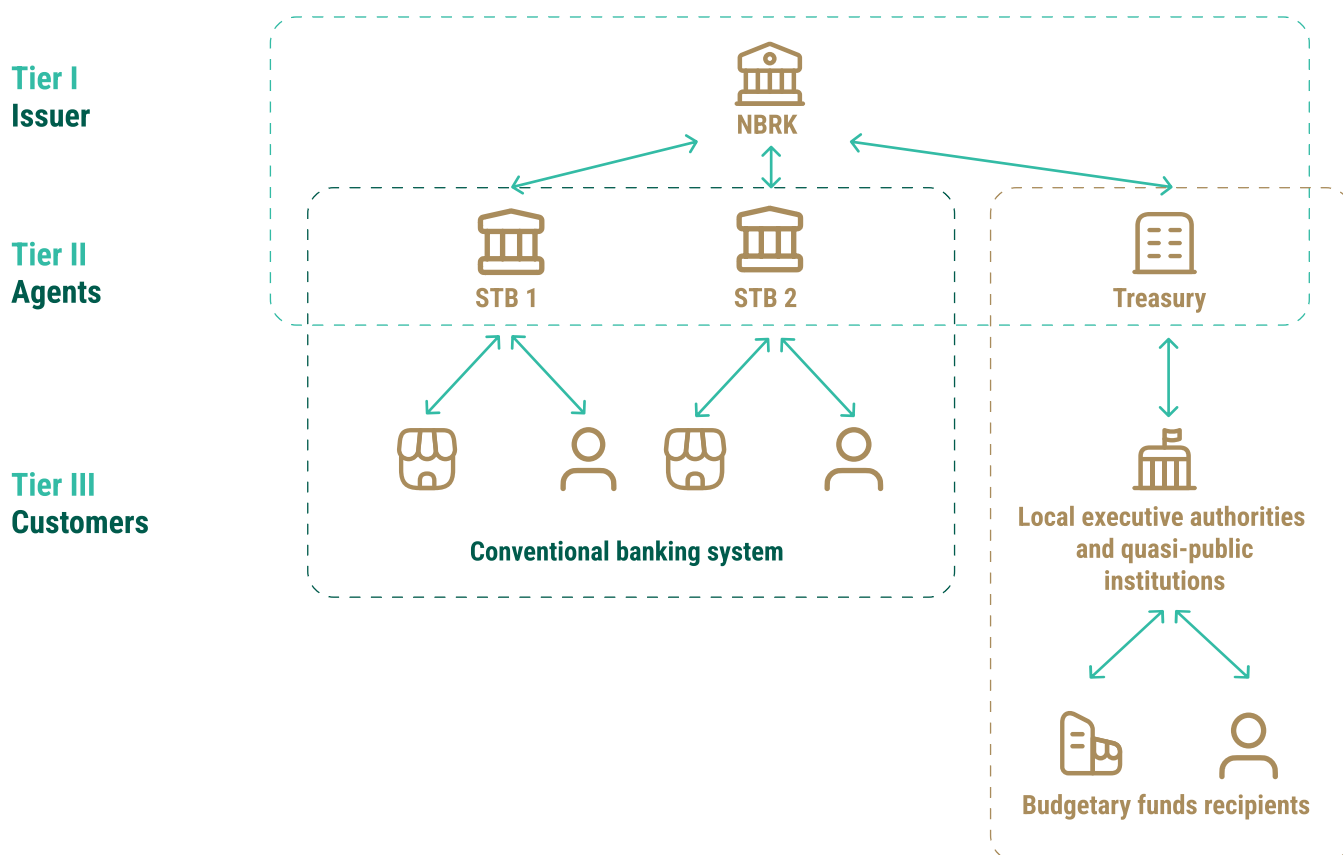 Tier I
Issuer
NBRK
Tier II
Agents
STB 1
STB 2
Treasury
Tier III
Customers
Conventional banking system
Local executive authorities
and quasi-public
institutions
Budgetary funds recipients